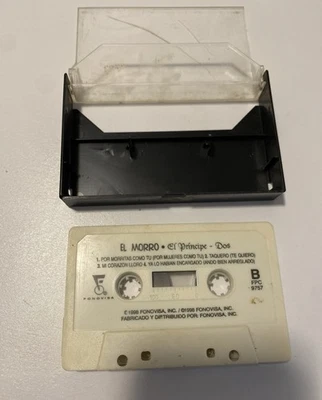 EL MORRO • El Príncipe - Dos
1. POR MORRITAS COMO TU (POR MUJERES COMO TU) 2. TAQUERO (TE QUIERO)
3. MI CORAZON LLORO 4. YA LO HABIAN ENCARGADO (ANDO BIEN ARREGLADO)
FONOVISA
B
FPC
9757
©1998 FONOVISA, INC. / ℗1998 FONOVISA, INC.
FABRICADO Y DISTRIBUIDO POR: FONOVISA, INC.